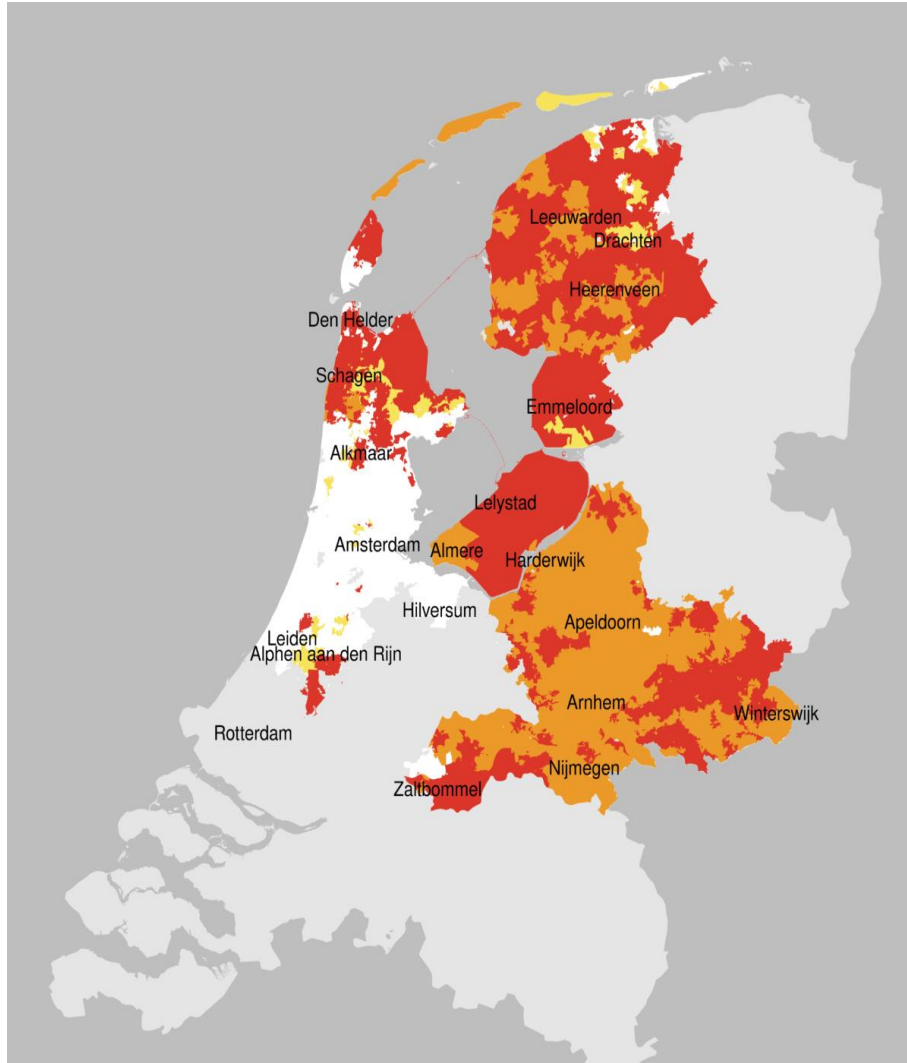 Leeuwarden
Drachten
Heerenveen
Den Helder
Schagen
Emmeloord
Alkmaar
Lelystad
Amsterdam
Almere
Harderwijk
Hilversum
Apeldoorn
Leiden
Alphen aan den Rijn
Arnhem
Winterswijk
Rotterdam
Nijmegen
Zaltbommel